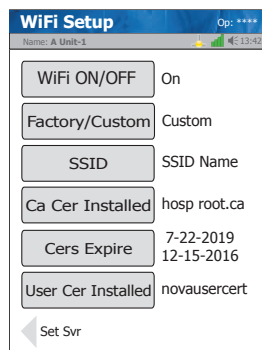 WiFi Setup Op: ****
Name: A Unit-1 13:42
WiFi ON/OFF On
Factory/Custom Custom
SSID SSID Name
Ca Cer Installed hosp root.ca
Cers Expire 7-22-2019
12-15-2016
User Cer Installed novausercert
Set Svr